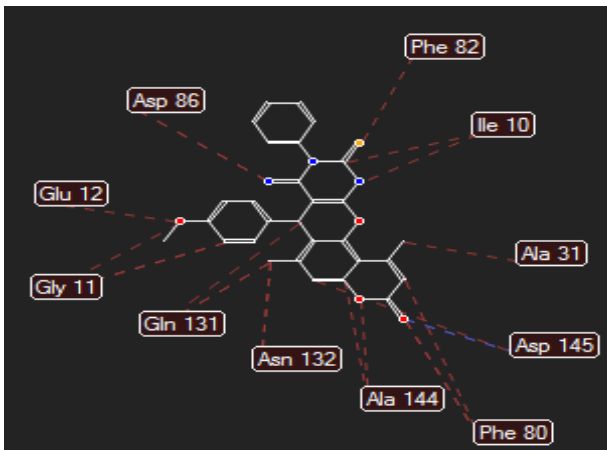 Phe 82
Asp 86
Ile 10
Glu 12
Ala 31
Gly 11
Gln 131
Asp 145
Asn 132
Ala 144
Phe 80